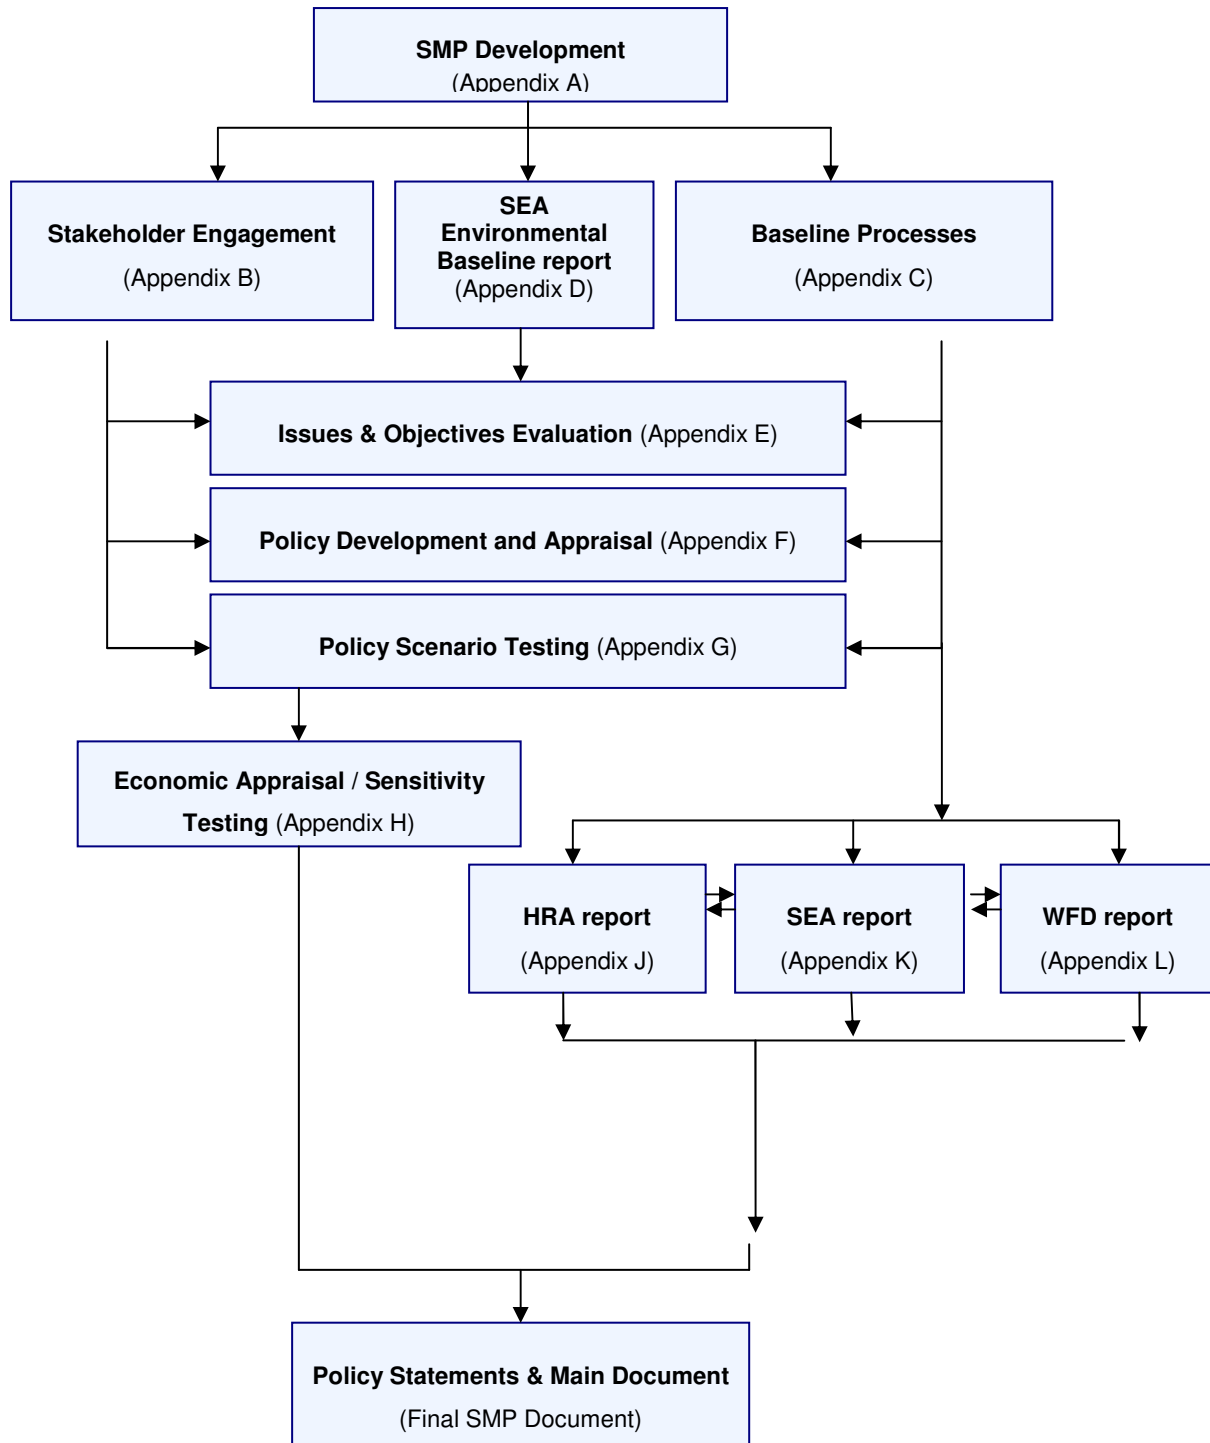 SMP Development
(Appendix A)
Stakeholder Engagement
(Appendix B)
SEA
Environmental
Baseline report
(Appendix D)
Baseline Processes
(Appendix C)
Issues & Objectives Evaluation (Appendix E)
Policy Development and Appraisal (Appendix F)
Policy Scenario Testing (Appendix G)
Economic Appraisal / Sensitivity
Testing (Appendix H)
HRA report
(Appendix J)
SEA report
(Appendix K)
WFD report
(Appendix L)
Policy Statements & Main Document
(Final SMP Document)